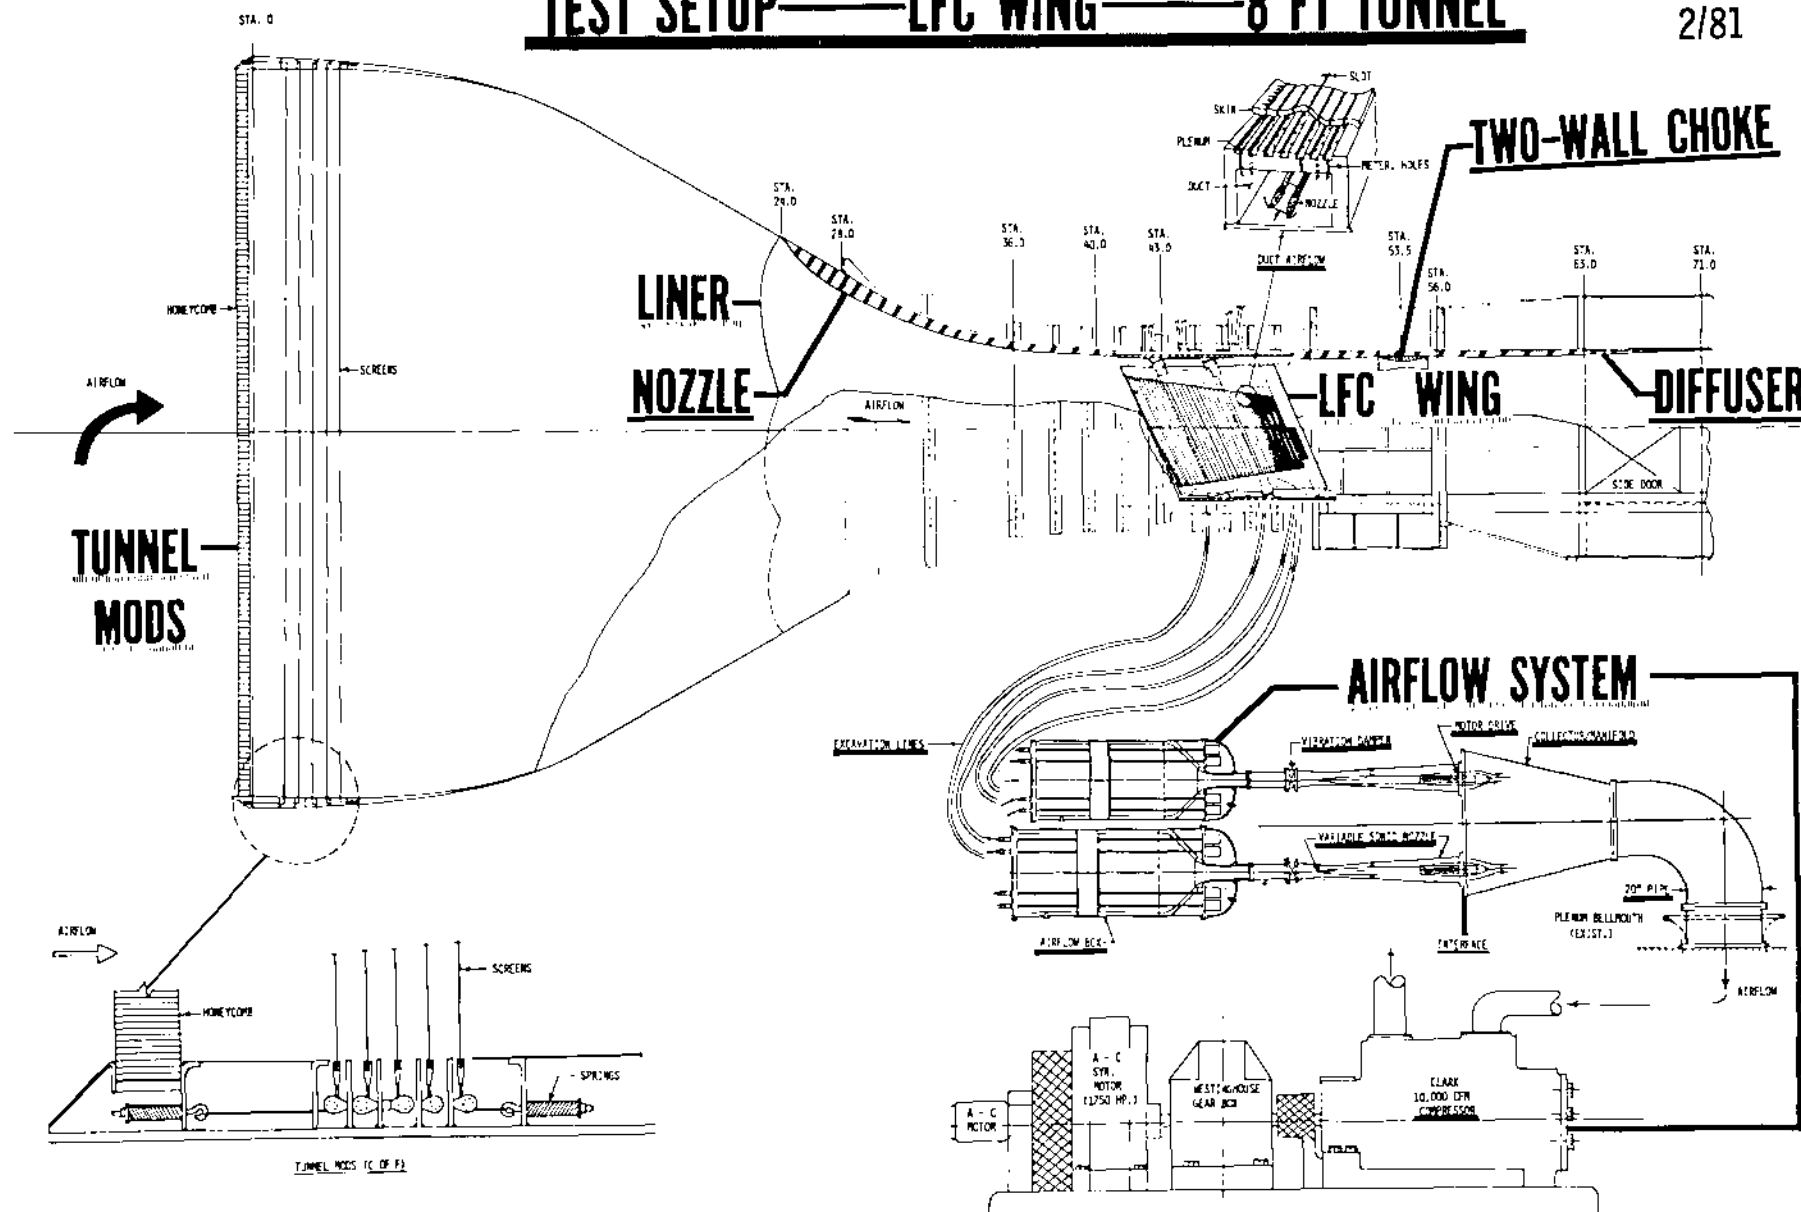 TEST SETUP——LFC WING——8 FT TUNNEL
2/81
STA. 0
SLOT
SKIN
PLENUM
METER. HOLES
DUCT
NOZZLE
DUCT AIRFLOW
TWO-WALL CHOKE
STA.
24.0
STA.
28.0
STA.
36.0
STA.
40.0
STA.
43.0
STA.
53.5
STA.
56.0
STA.
63.0
STA.
71.0
HONEYCOMB
LINER
SCREENS
AIRFLOW
NOZZLE
AIRFLOW
LFC WING
DIFFUSER
SIDE DOOR
TUNNEL
MODS
AIRFLOW SYSTEM
EXCAVATION LINES
VIBRATION DAMPER
MOTOR DRIVE
COLLECTOR/MANIFOLD
VARIABLE SONIC NOZZLE
20" PIPE
PLENUM BELLMOUTH
(EXIST.)
AIRFLOW BOX
INTERFACE
AIRFLOW
AIRFLOW
SCREENS
HONEYCOMB
SPRINGS
TUNNEL MODS (C OF F)
A-C
MOTOR
A-C
SYN.
MOTOR
(1750 HP.)
WESTINGHOUSE
GEAR BOX
CLARK
10,000 CFM
COMPRESSOR